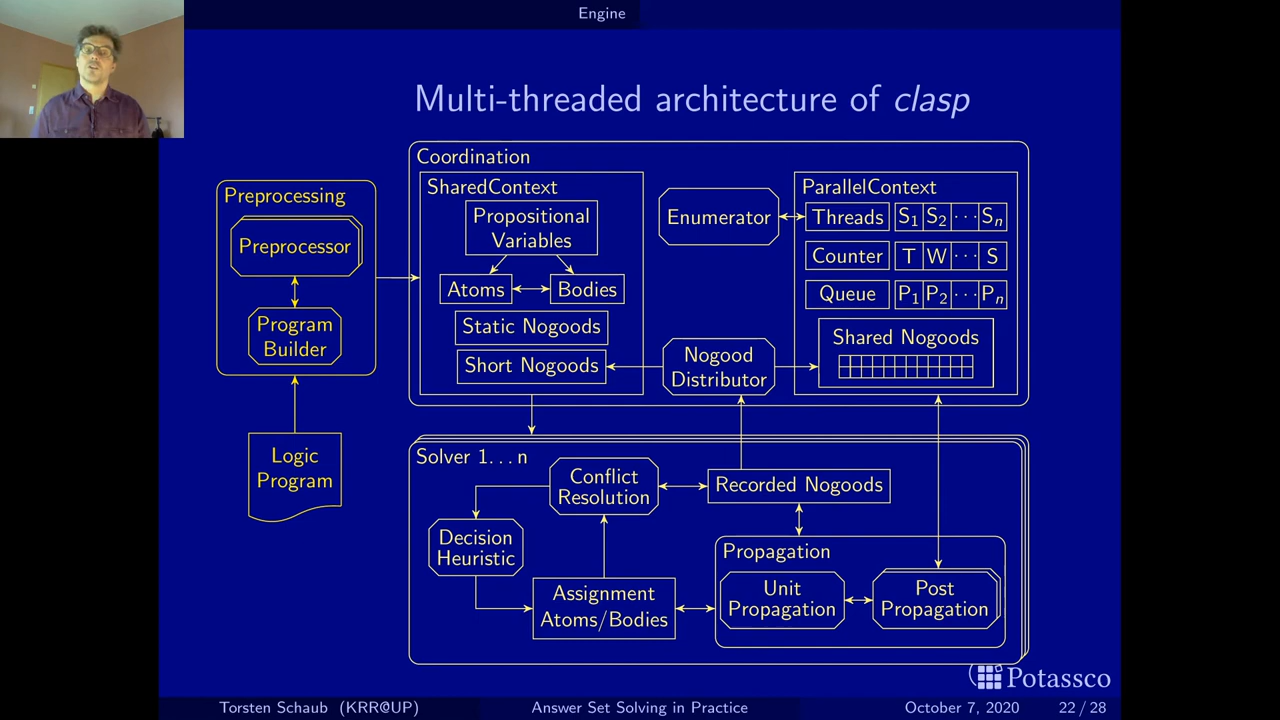 Engine
Multi-threaded architecture of clasp
Preprocessing
Preprocessor
Program
Builder
Logic
Program
Coordination
SharedContext
Propositional
Variables
Atoms
Bodies
Static Nogoods
Short Nogoods
Enumerator
Nogood
Distributor
ParallelContext
Threads S1 S2 ··· Sn
Counter T W ··· S
Queue P1 P2 ··· Pn
Shared Nogoods
Solver 1...n
Conflict
Resolution
Recorded Nogoods
Decision
Heuristic
Assignment
Atoms/Bodies
Propagation
Unit
Propagation
Post
Propagation
Potassco
Torsten Schaub (KRR@UP) Answer Set Solving in Practice October 7, 2020 22 / 28